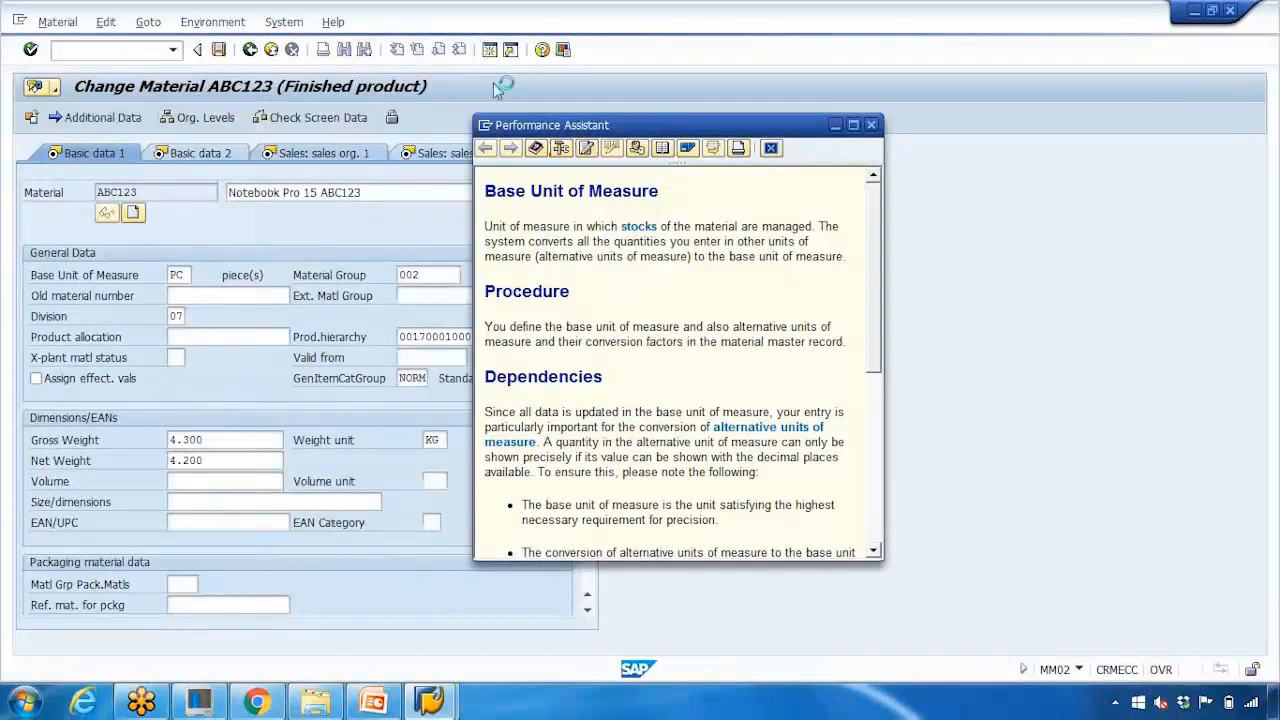 Material Edit Goto Environment System Help
Change Material ABC123 (Finished product)
Additional Data Org. Levels Check Screen Data
Basic data 1 Basic data 2 Sales: sales org. 1 Sales: sales
Material ABC123 Notebook Pro 15 ABC123
General Data
Base Unit of Measure PC piece(s) Material Group 002
Old material number Ext. Matl Group
Division 07
Product allocation Prod.hierarchy 00170001000
X-plant matl status Valid from
Assign effect. vals GenItemCatGroup NORM Standa
Dimensions/EANs
Gross Weight 4.300 Weight unit KG
Net Weight 4.200
Volume Volume unit
Size/dimensions
EAN/UPC EAN Category
Packaging material data
Matl Grp Pack.Matls
Ref. mat. for pckg
Performance Assistant
Base Unit of Measure
Unit of measure in which stocks of the material are managed. The
system converts all the quantities you enter in other units of
measure (alternative units of measure) to the base unit of measure.
Procedure
You define the base unit of measure and also alternative units of
measure and their conversion factors in the material master record.
Dependencies
Since all data is updated in the base unit of measure, your entry is
particularly important for the conversion of alternative units of
measure. A quantity in the alternative unit of measure can only be
shown precisely if its value can be shown with the decimal places
available. To ensure this, please note the following:
• The base unit of measure is the unit satisfying the highest
necessary requirement for precision.
• The conversion of alternative units of measure to the base unit
SAP
MM02 CRMECC OVR